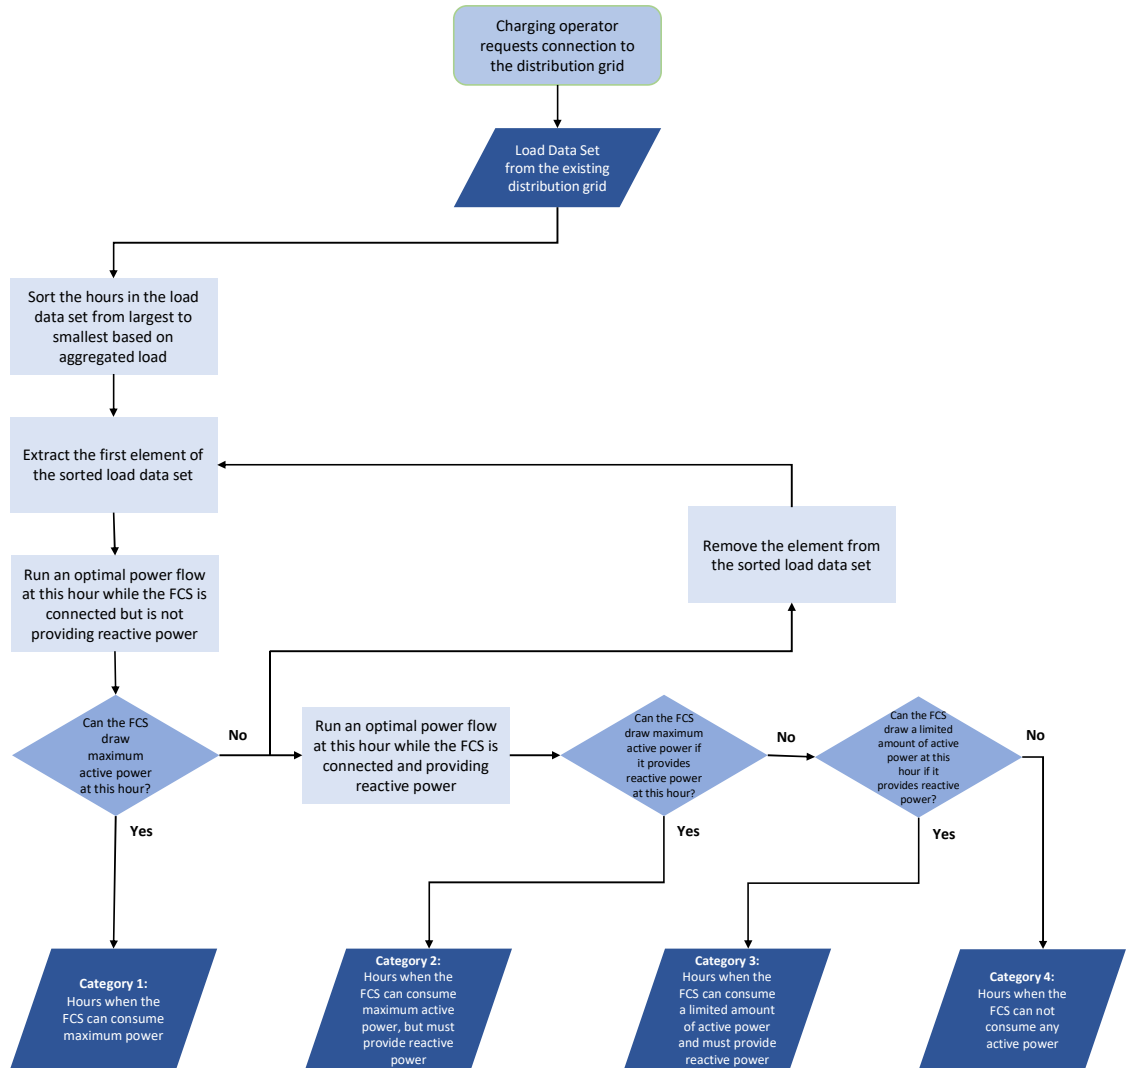 Charging operator
requests connection to
the distribution grid
Load Data Set
from the existing
distribution grid
Sort the hours in the load
data set from largest to
smallest based on
aggregated load
Extract the first element of
the sorted load data set
Remove the element from
the sorted load data set
Run an optimal power flow
at this hour while the FCS is
connected but is not
providing reactive power
Can the FCS
draw
maximum
active power
at this hour?
No
Yes
Run an optimal power flow
at this hour while the FCS is
connected and providing
reactive power
Can the FCS
draw maximum
active power if
it provides
reactive power
at this hour?
No
Yes
Can the FCS
draw a limited
amount of active
power at this
hour if it
provides reactive
power?
No
Yes
Category 1:
Hours when the
FCS can consume
maximum power
Category 2:
Hours when the
FCS can consume
maximum active
power, but must
provide reactive
power
Category 3:
Hours when the
FCS can consume
a limited amount
of active power
and must provide
reactive power
Category 4:
Hours when the
FCS can not
consume any
active power